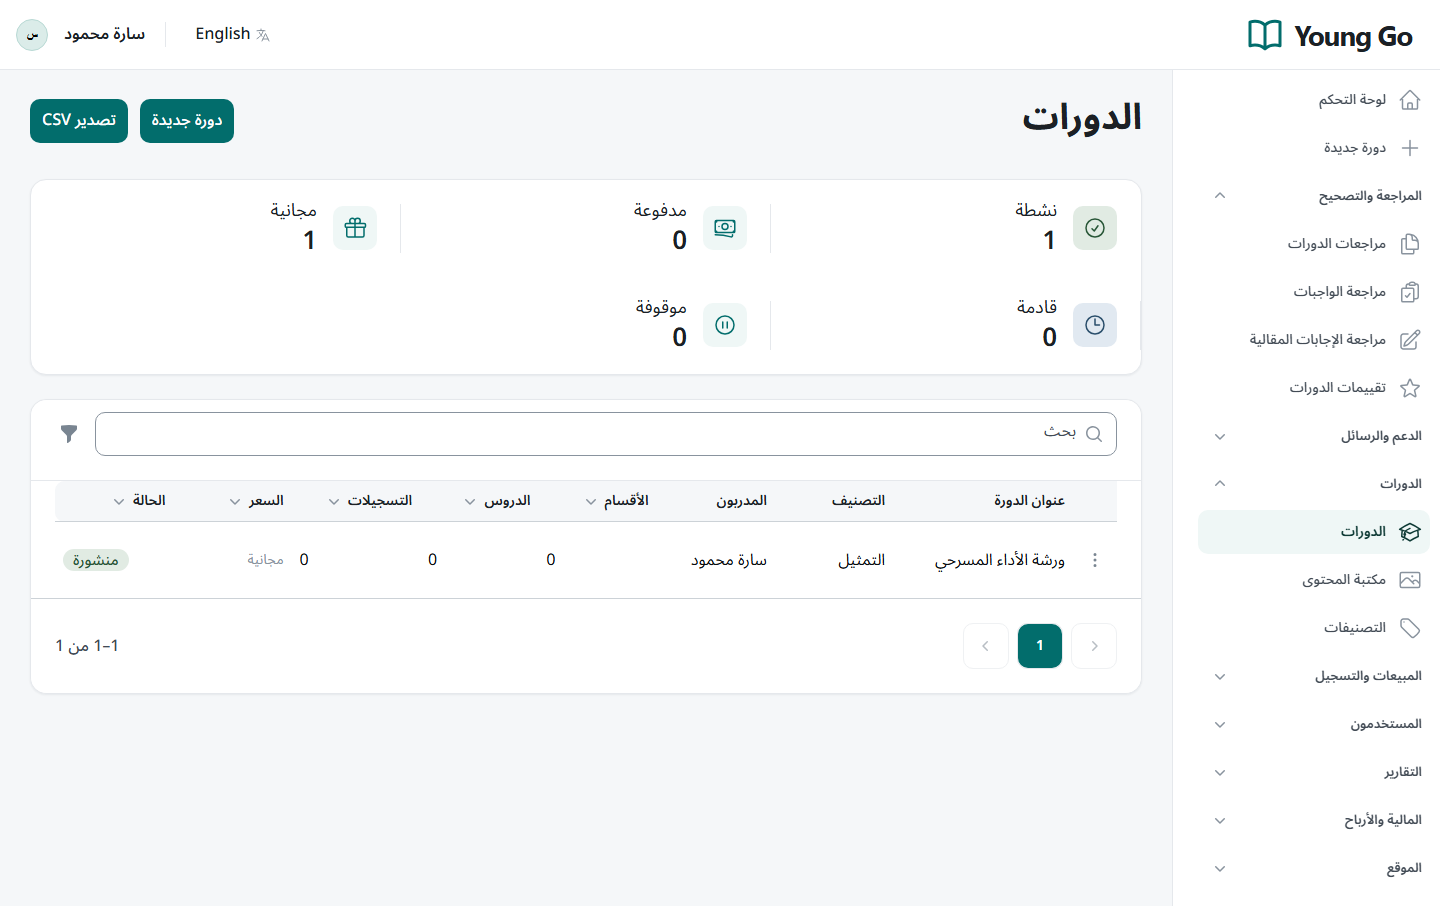 Young Go
English
سارة محمود
س
لوحة التحكم
دورة جديدة
المراجعة والتصحيح
مراجعات الدورات
مراجعة الواجبات
مراجعة الإجابات المقالية
تقييمات الدورات
الدعم والرسائل
الدورات
الدورات
مكتبة المحتوى
التصنيفات
المبيعات والتسجيل
المستخدمون
التقارير
المالية والأرباح
الموقع
الدورات
دورة جديدة
تصدير CSV
نشطة
1
مدفوعة
0
مجانية
1
قادمة
0
موقوفة
0
بحث
عنوان الدورة التصنيف المدربون الأقسام الدروس التسجيلات السعر الحالة
ورشة الأداء المسرحي التمثيل سارة محمود 0 0 0 مجانية منشورة
1
1–1 من 1